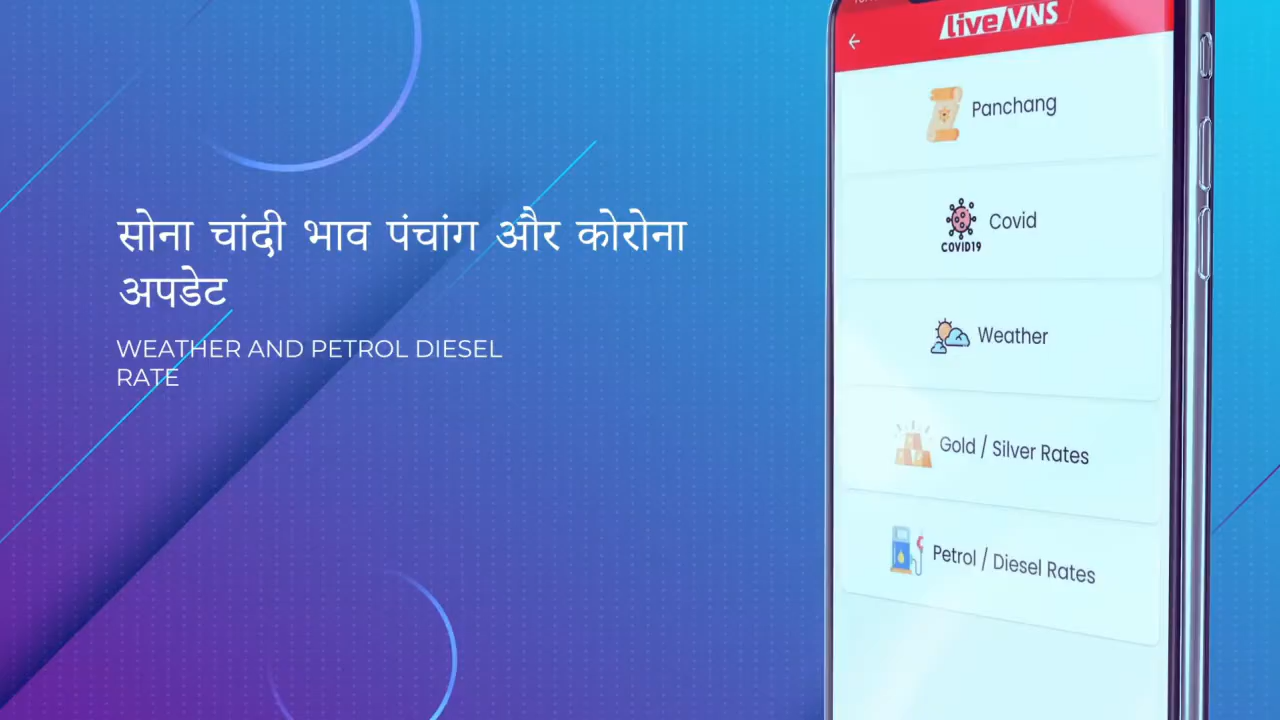 सोना चांदी भाव पंचांग और कोरोना
अपडेट
WEATHER AND PETROL DIESEL
RATE
live VNS
Panchang
COVID19 Covid
Weather
Gold / Silver Rates
Petrol / Diesel Rates